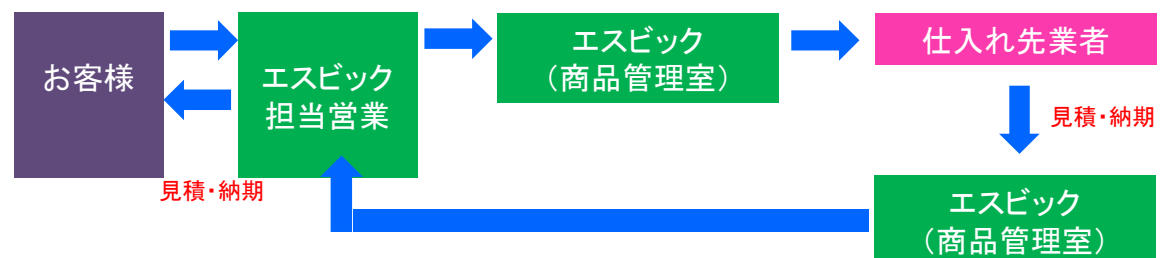 お客様
エスビック
担当営業
エスビック
（商品管理室）
仕入れ先業者
見積・納期
見積・納期
エスビック
（商品管理室）